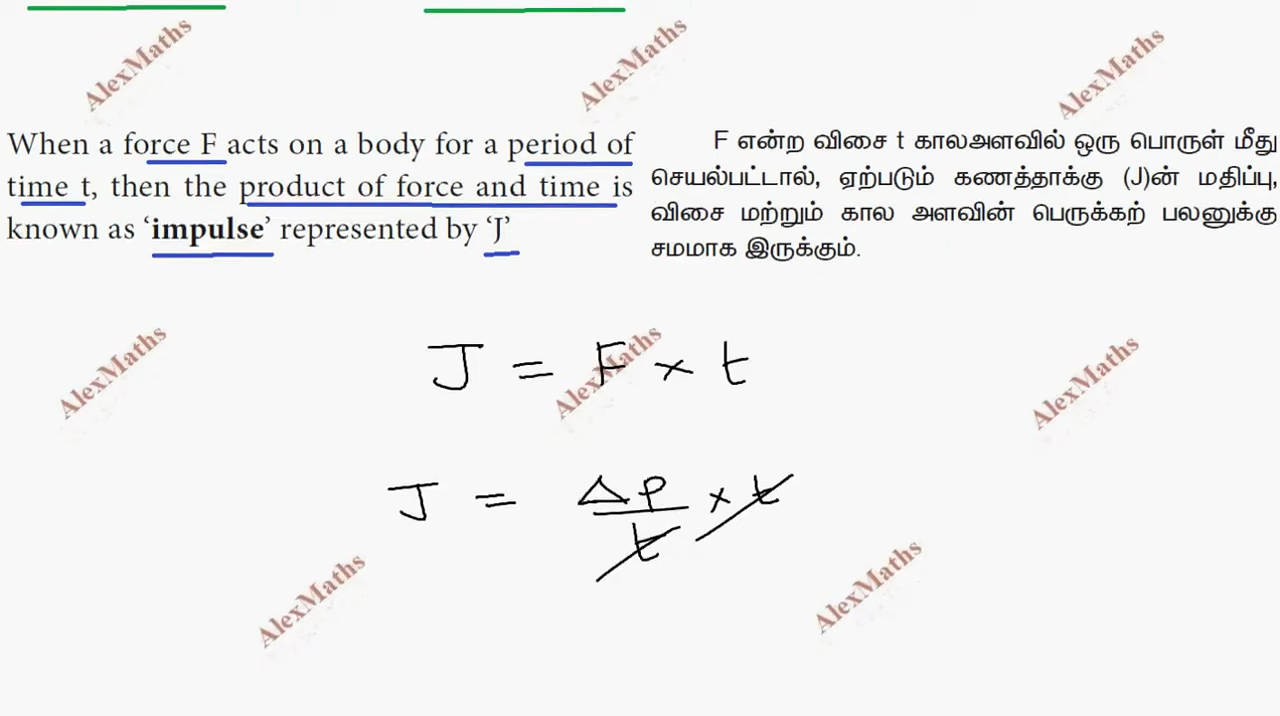 AlexMaths AlexMaths AlexMaths
When a force F acts on a body for a period of
time t, then the product of force and time is
known as ‘impulse’ represented by ‘J’
F என்ற விசை t காலஅளவில் ஒரு பொருள் மீது
செயல்பட்டால், ஏற்படும் கணத்தாக்கு (J)ன் மதிப்பு,
விசை மற்றும் கால அளவின் பெருக்கற் பலனுக்கு
சமமாக இருக்கும்.
AlexMaths AlexMaths AlexMaths
J = F × t
J = ΔP/t × t
AlexMaths AlexMaths